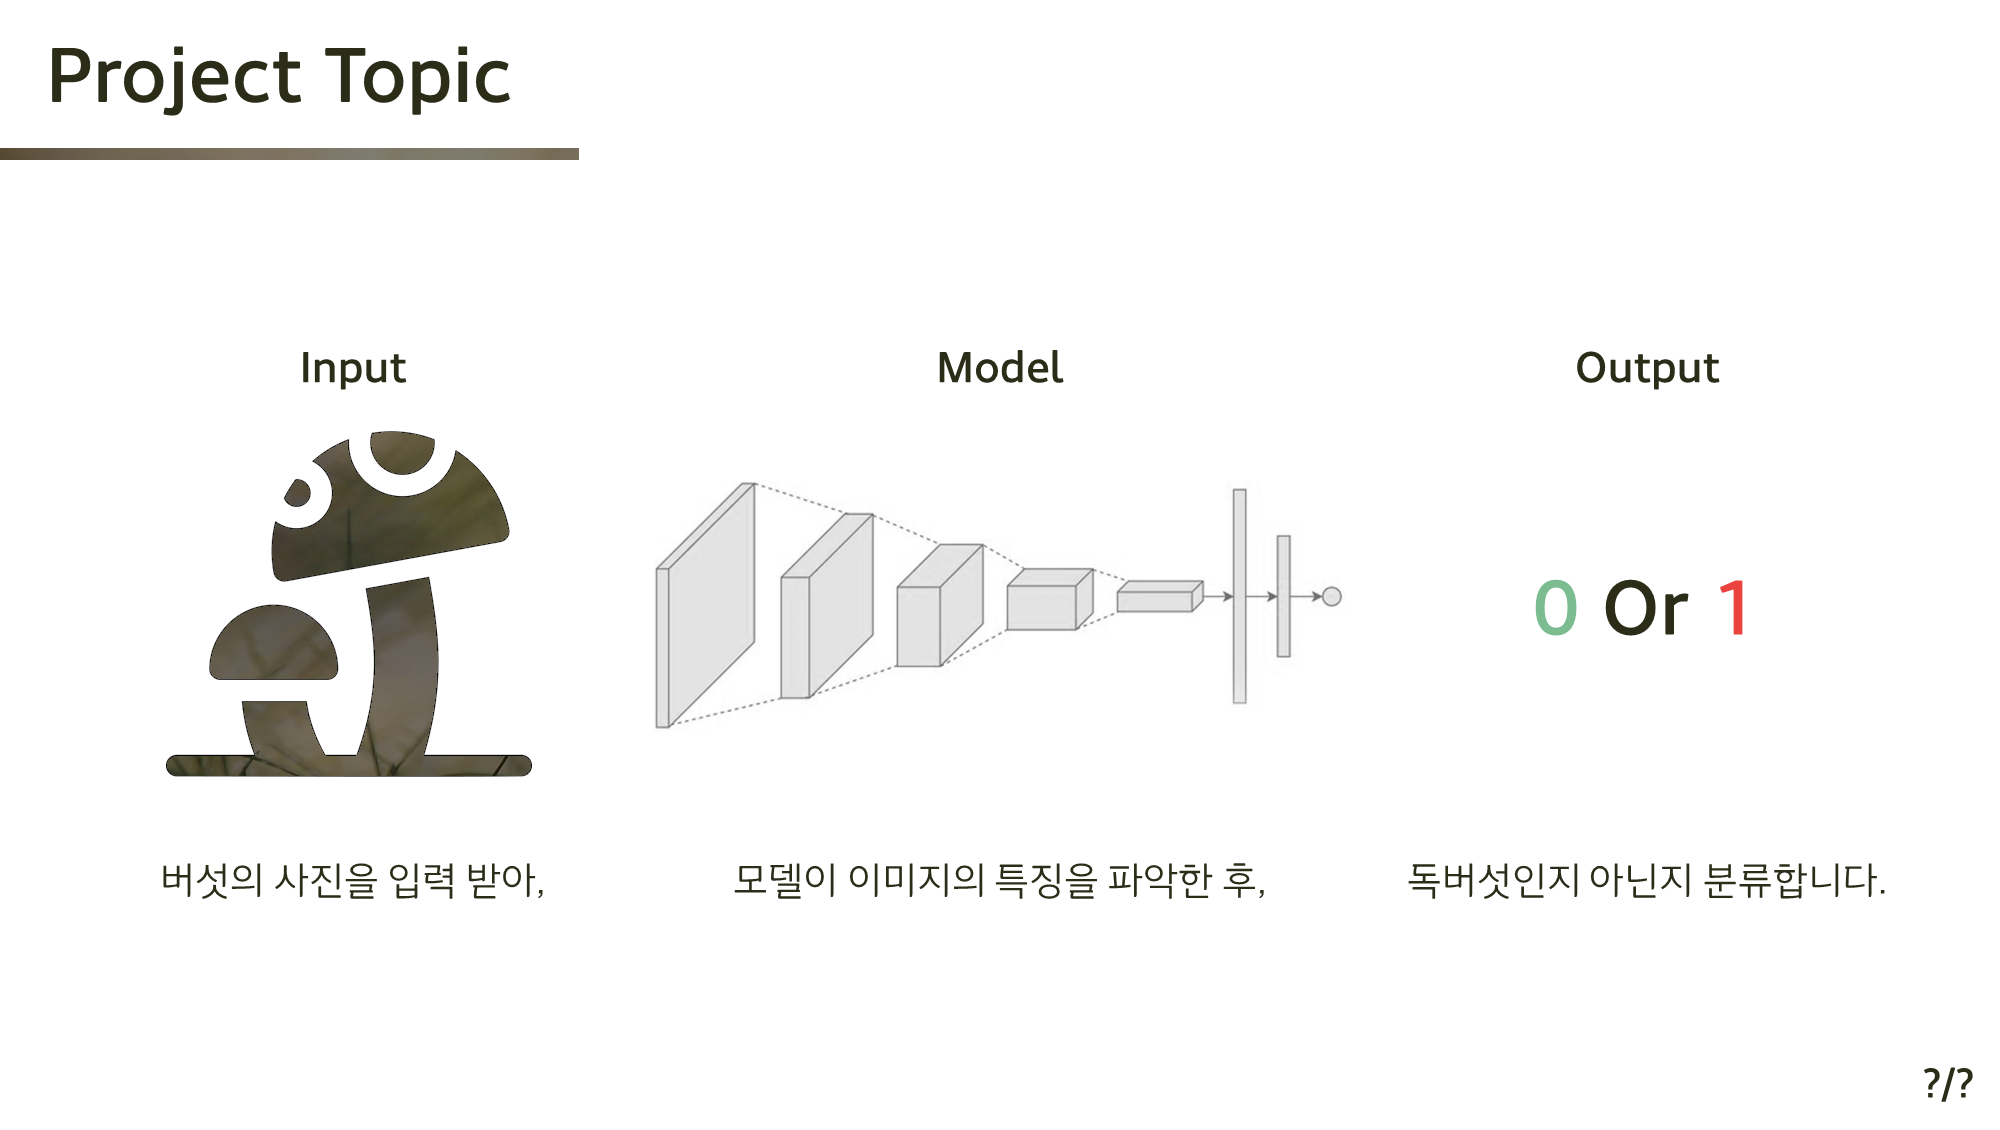 Project Topic
Input
Model
Output
0 Or 1
버섯의 사진을 입력 받아,
모델이 이미지의 특징을 파악한 후,
독버섯인지 아닌지 분류합니다.
?/?